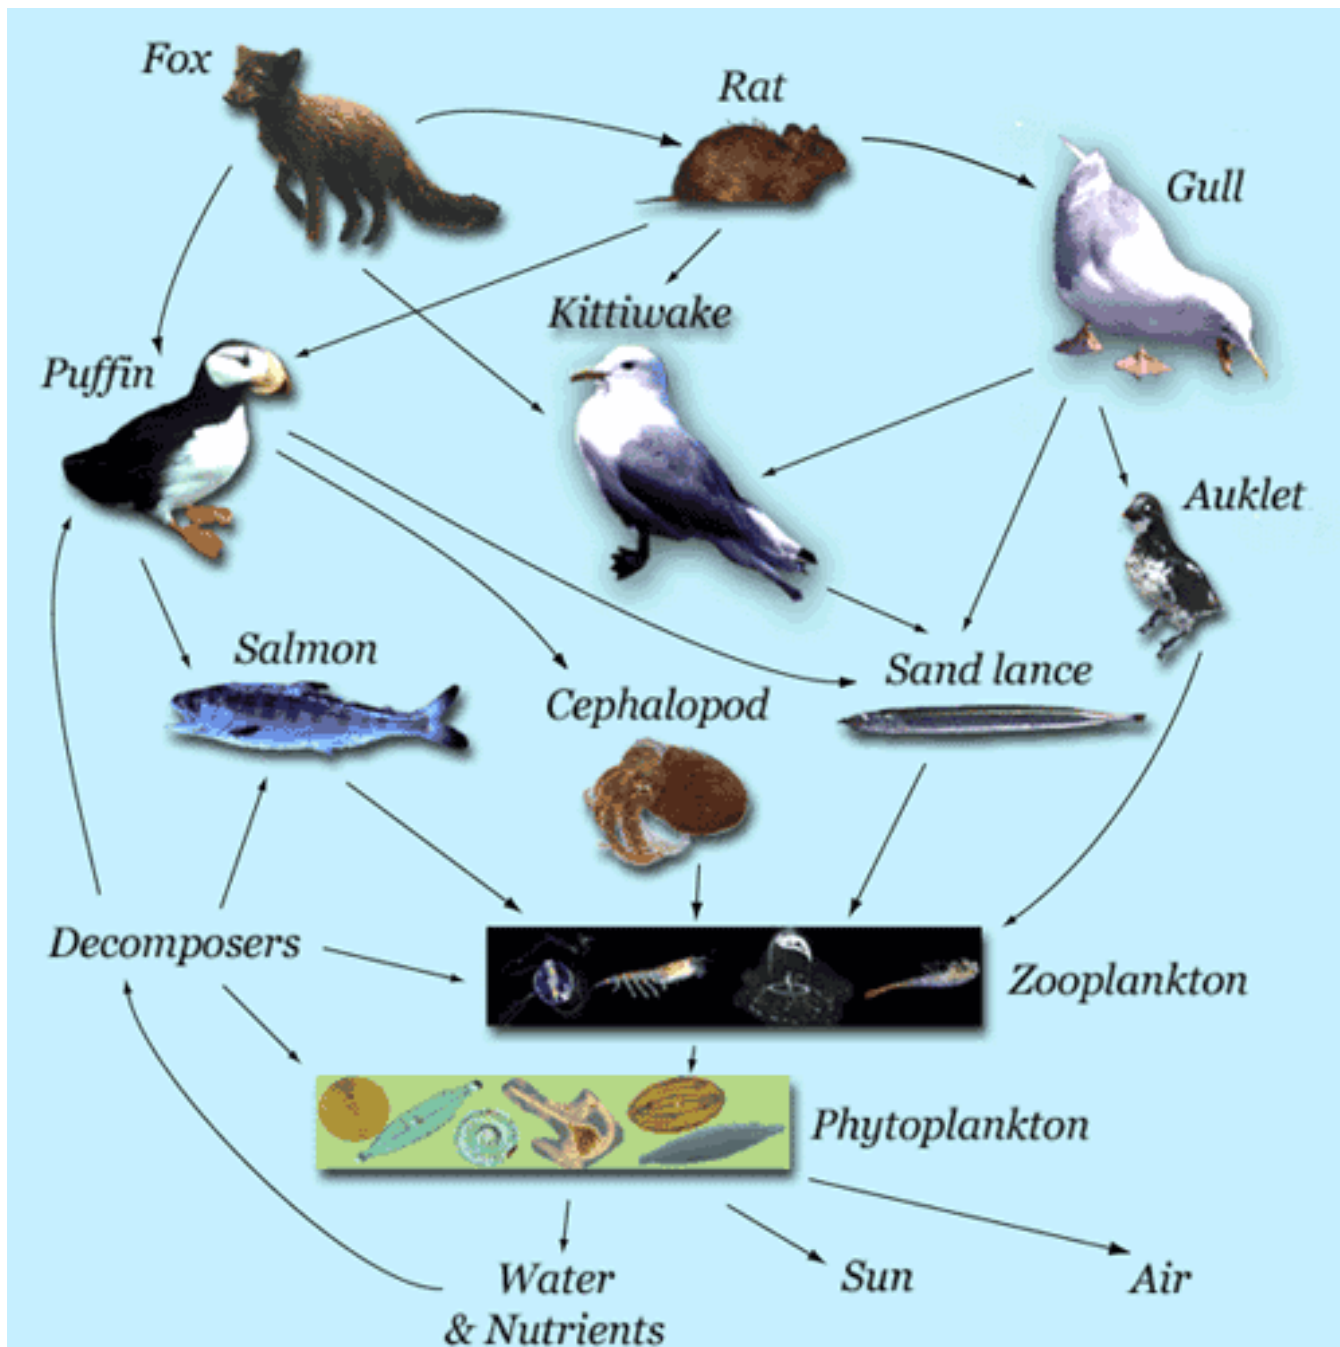 Fox
Rat
Gull
Kittiwake
Puffin
Auklet
Salmon
Sand lance
Cephalopod
Decomposers
Zooplankton
Phytoplankton
Water
& Nutrients
Sun
Air